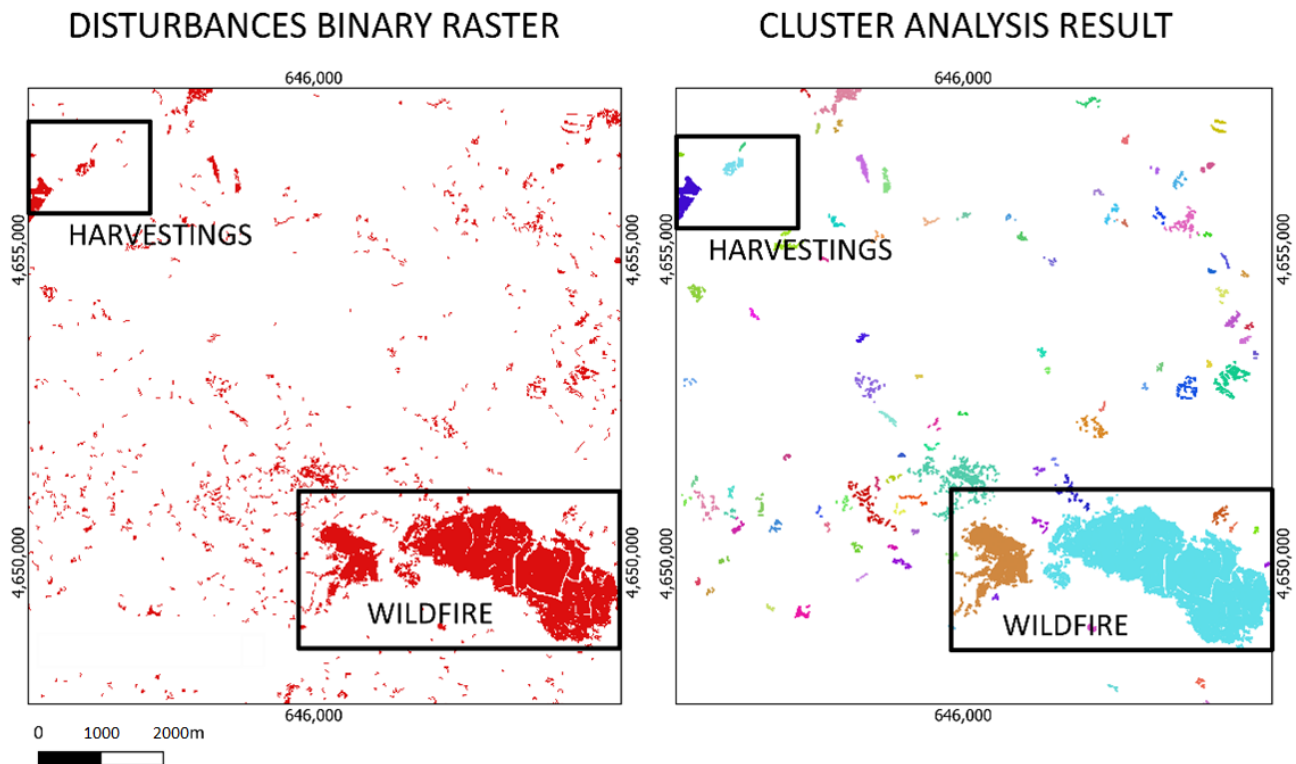 DISTURBANCES BINARY RASTER
646,000
HARVESTINGS
4,655,000
4,655,000
4,650,000
4,650,000
WILDFIRE
646,000
0 1000 2000m
CLUSTER ANALYSIS RESULT
646,000
HARVESTINGS
4,655,000
4,655,000
4,650,000
4,650,000
WILDFIRE
646,000